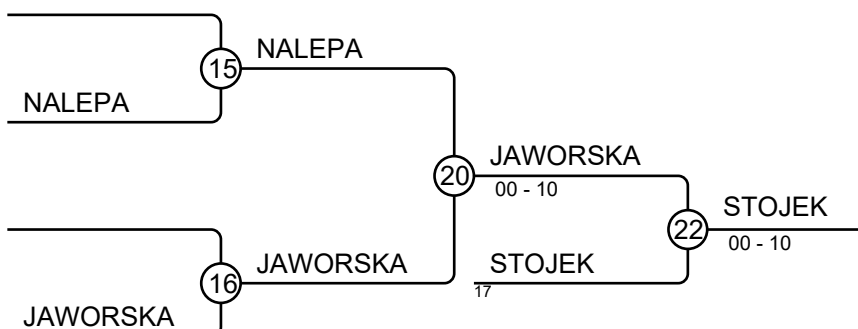 NALEPA
15
NALEPA
JAWORSKA
20
00 - 10
STOJEK
22
00 - 10
JAWORSKA
16
STOJEK
17
JAWORSKA